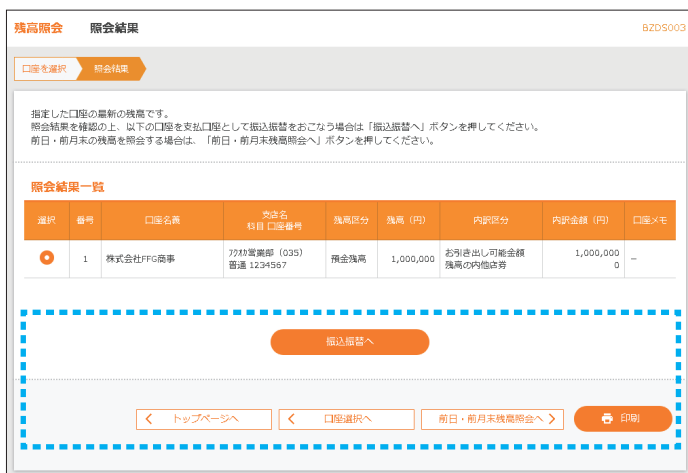 残高照会 照会結果 BZDS003
口座を選択 照会結果
指定した口座の最新の残高です。
照会結果を確認の上、以下の口座を支払口座として振込振替をおこなう場合は「振込振替へ」ボタンを押してください。
前日・前月末の残高を照会する場合は、「前日・前月末残高照会へ」ボタンを押してください。
照会結果一覧
選択 番号 口座名義 支店名 残高区分 残高（円） 内訳区分 内訳金額（円） 口座メモ
科目 口座番号
1 株式会社FFG商事 ﾌｸｵｶ営業部（035） 預金残高 1,000,000 お引き出し可能金額 1,000,000 －
普通 1234567 残高の内他店券 0
振込振替へ
トップページへ 口座選択へ 前日・前月末残高照会へ 印刷